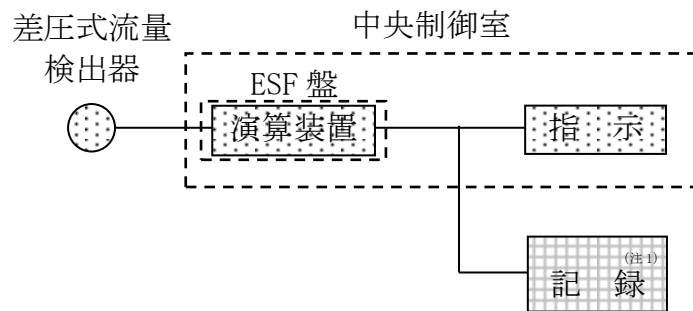 差圧式流量
検出器
中央制御室
ESF 盤
演算装置
指 示
(注1)
記 録